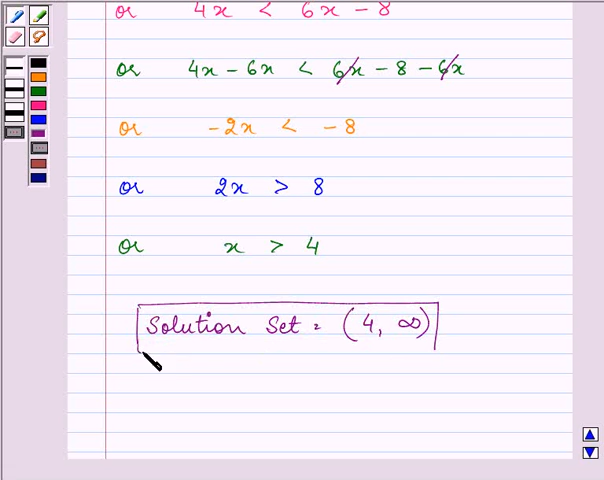 or 4x < 6x - 8
or 4x - 6x < 6x - 8 - 6x
or -2x < -8
or 2x > 8
or x > 4
Solution Set = (4, ∞)